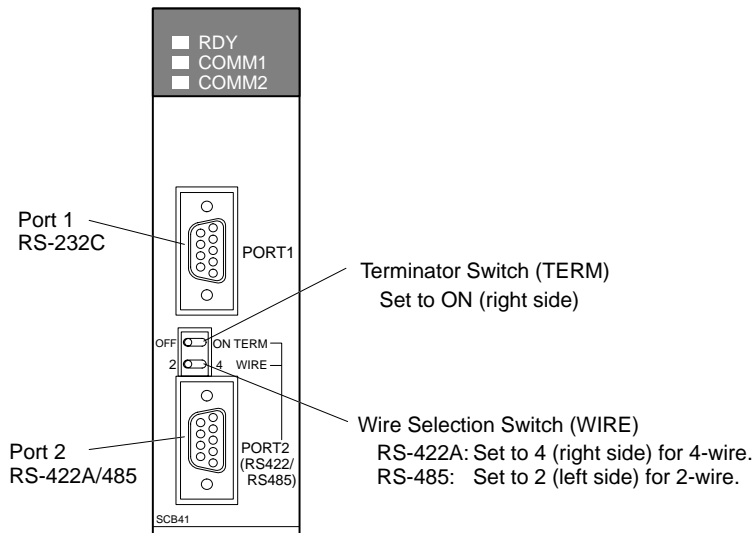 RDY
COMM1
COMM2
Port 1
RS-232C
PORT1
Terminator Switch (TERM)
Set to ON (right side)
OFF ON TERM
2 4 WIRE
Wire Selection Switch (WIRE)
RS-422A: Set to 4 (right side) for 4-wire.
RS-485: Set to 2 (left side) for 2-wire.
Port 2
RS-422A/485
PORT2
(RS422/
RS485)
SCB41